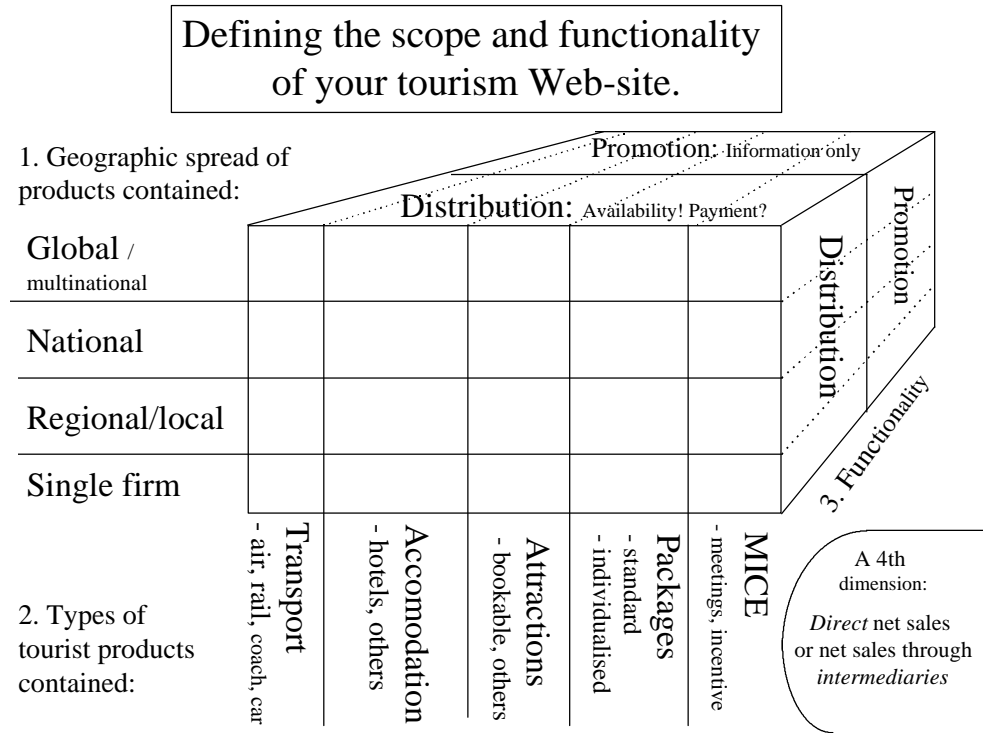 Defining the scope and functionality
of your tourism Web-site.
1. Geographic spread of
products contained:
Promotion: Information only
Distribution: Availability! Payment?
Global /
multinational
National
Regional/local
Single firm
Distribution
Promotion
3. Functionality
2. Types of
tourist products
contained:
Transport
- air, rail, coach, car
Accomodation
- hotels, others
Attractions
- bookable, others
Packages
- standard
- individualised
MICE
- meetings, incentive
A 4th
dimension:
Direct net sales
or net sales through
intermediaries